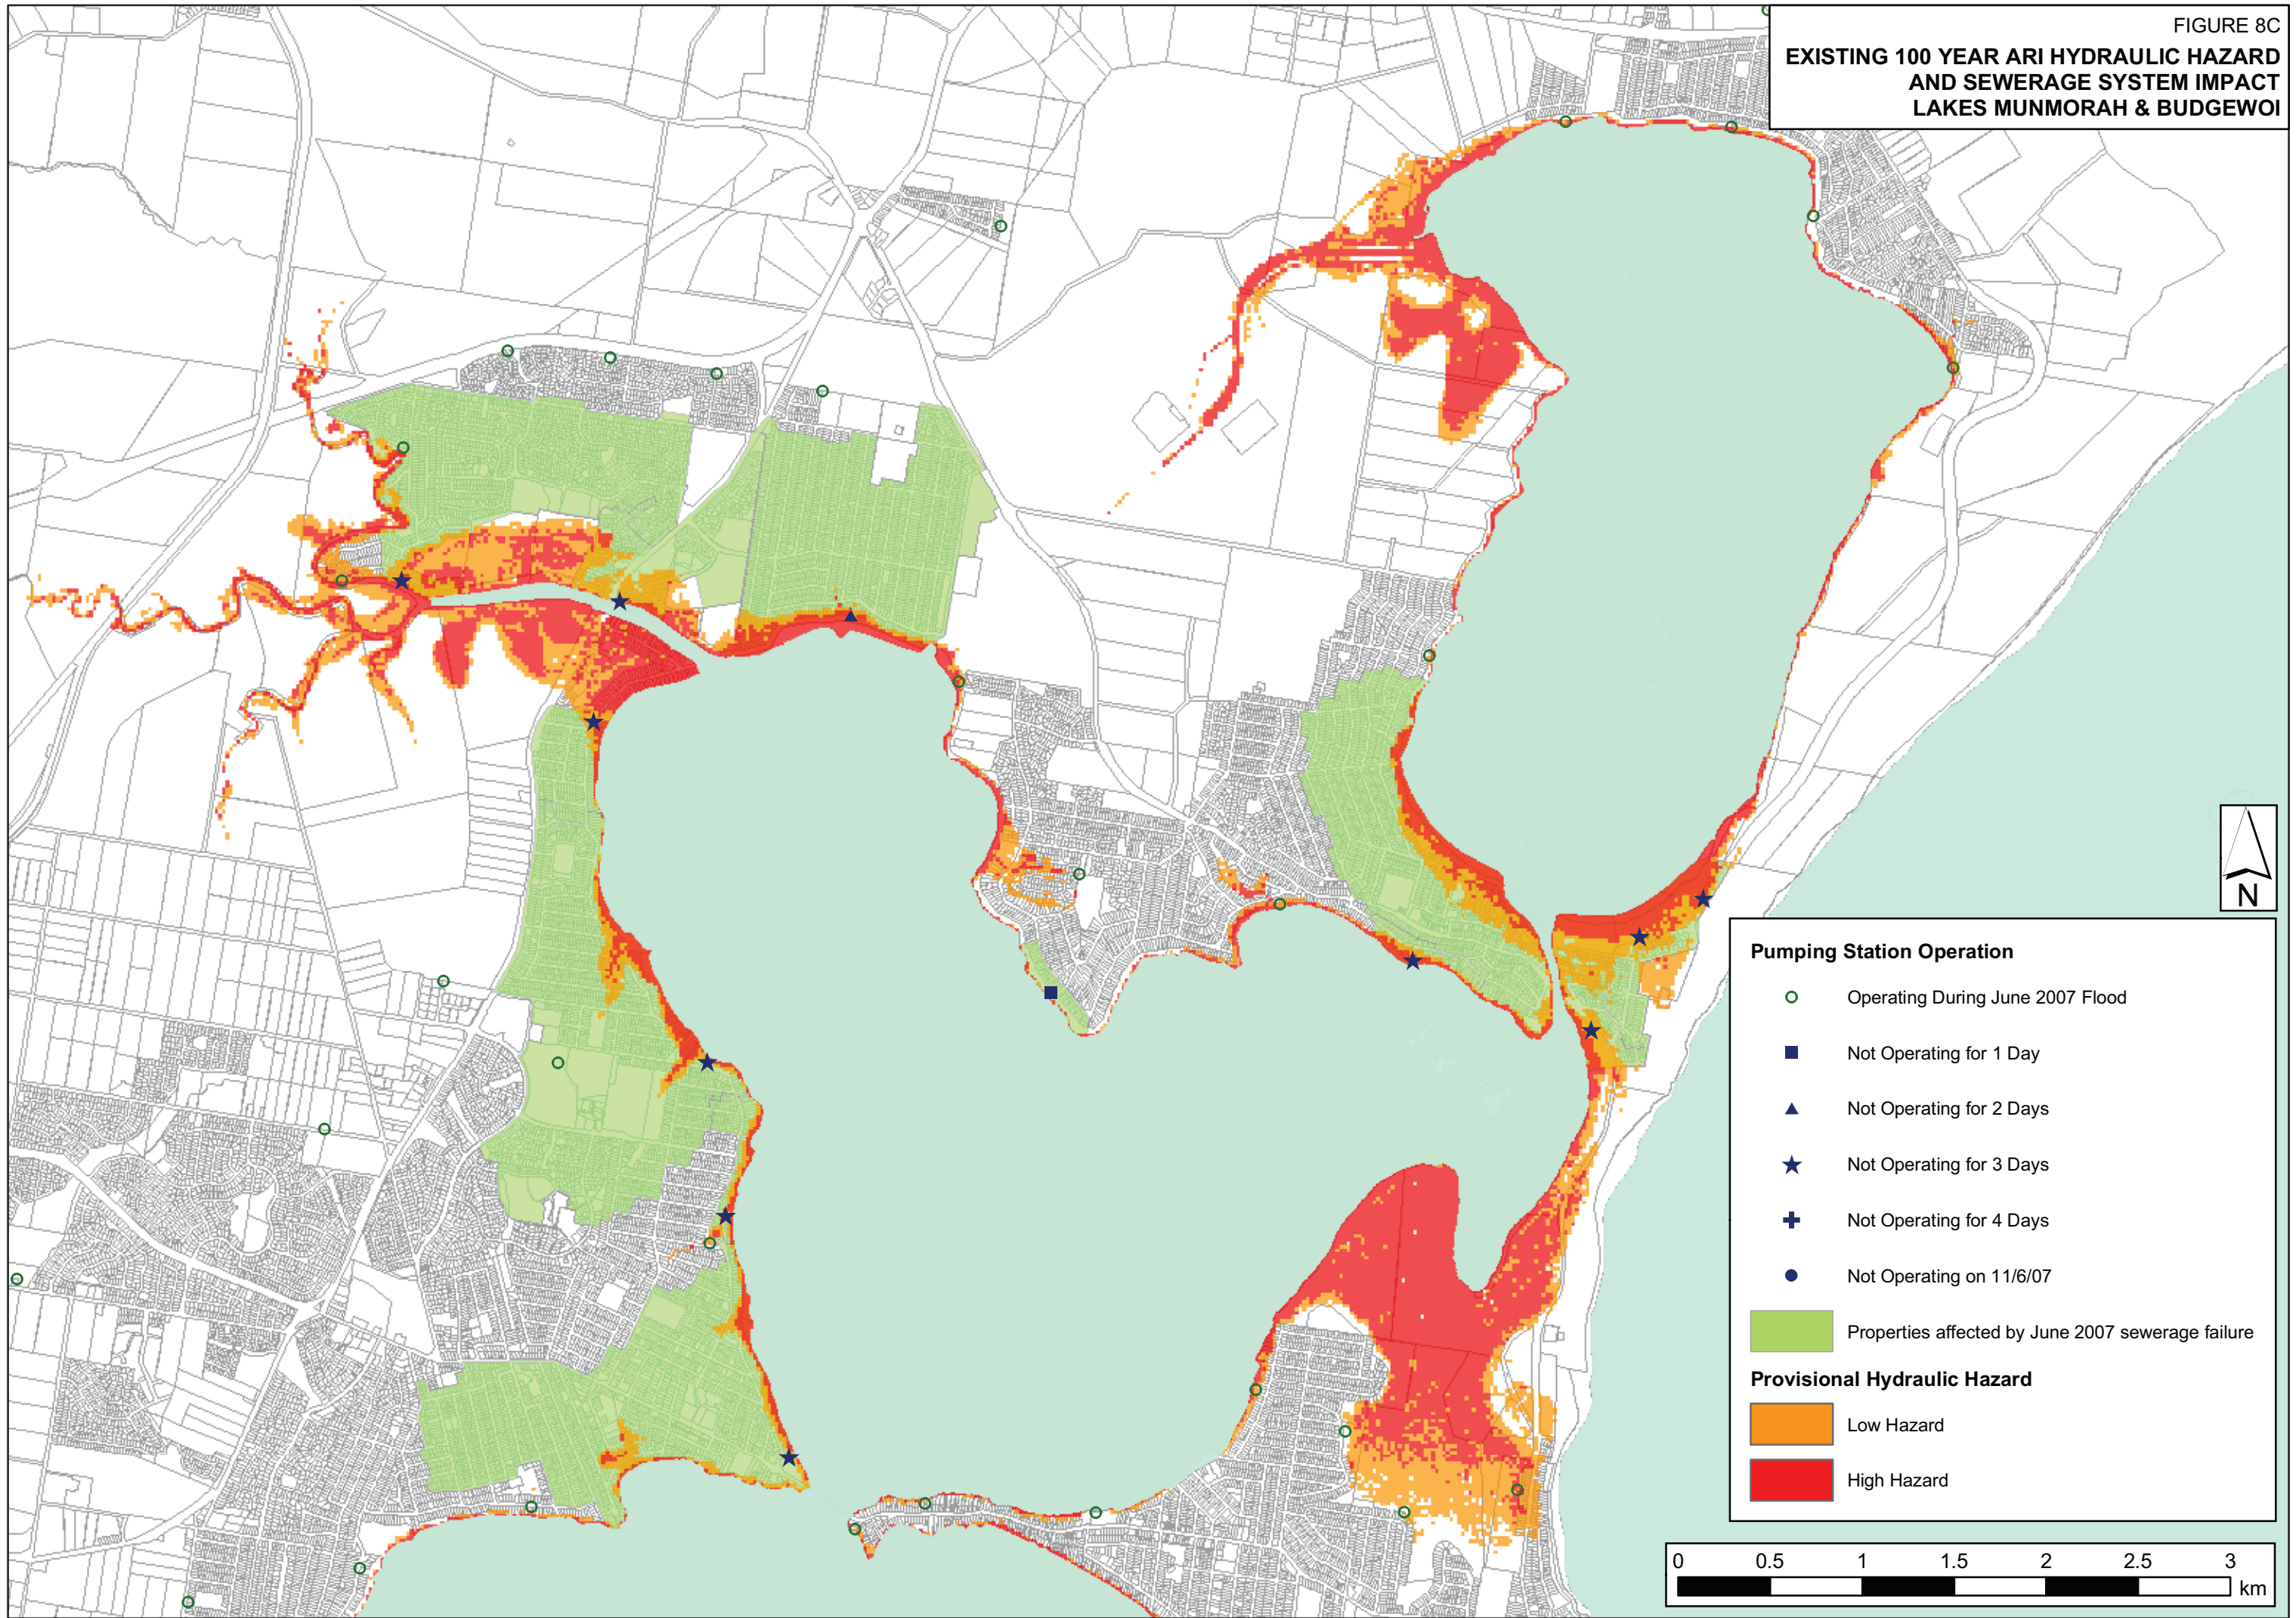 FIGURE 8C
EXISTING 100 YEAR ARI HYDRAULIC HAZARD
AND SEWERAGE SYSTEM IMPACT
LAKES MUNMORAH & BUDGEWOI
N
Pumping Station Operation
Operating During June 2007 Flood
Not Operating for 1 Day
Not Operating for 2 Days
Not Operating for 3 Days
Not Operating for 4 Days
Not Operating on 11/6/07
Properties affected by June 2007 sewerage failure
Provisional Hydraulic Hazard
Low Hazard
High Hazard
0 0.5 1 1.5 2 2.5 3
km